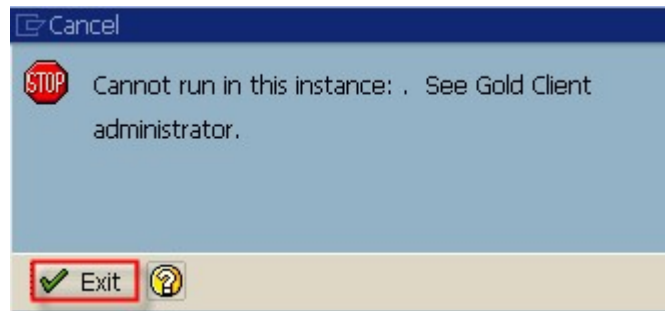 Cancel
STOP
Cannot run in this instance: . See Gold Client
administrator.
Exit